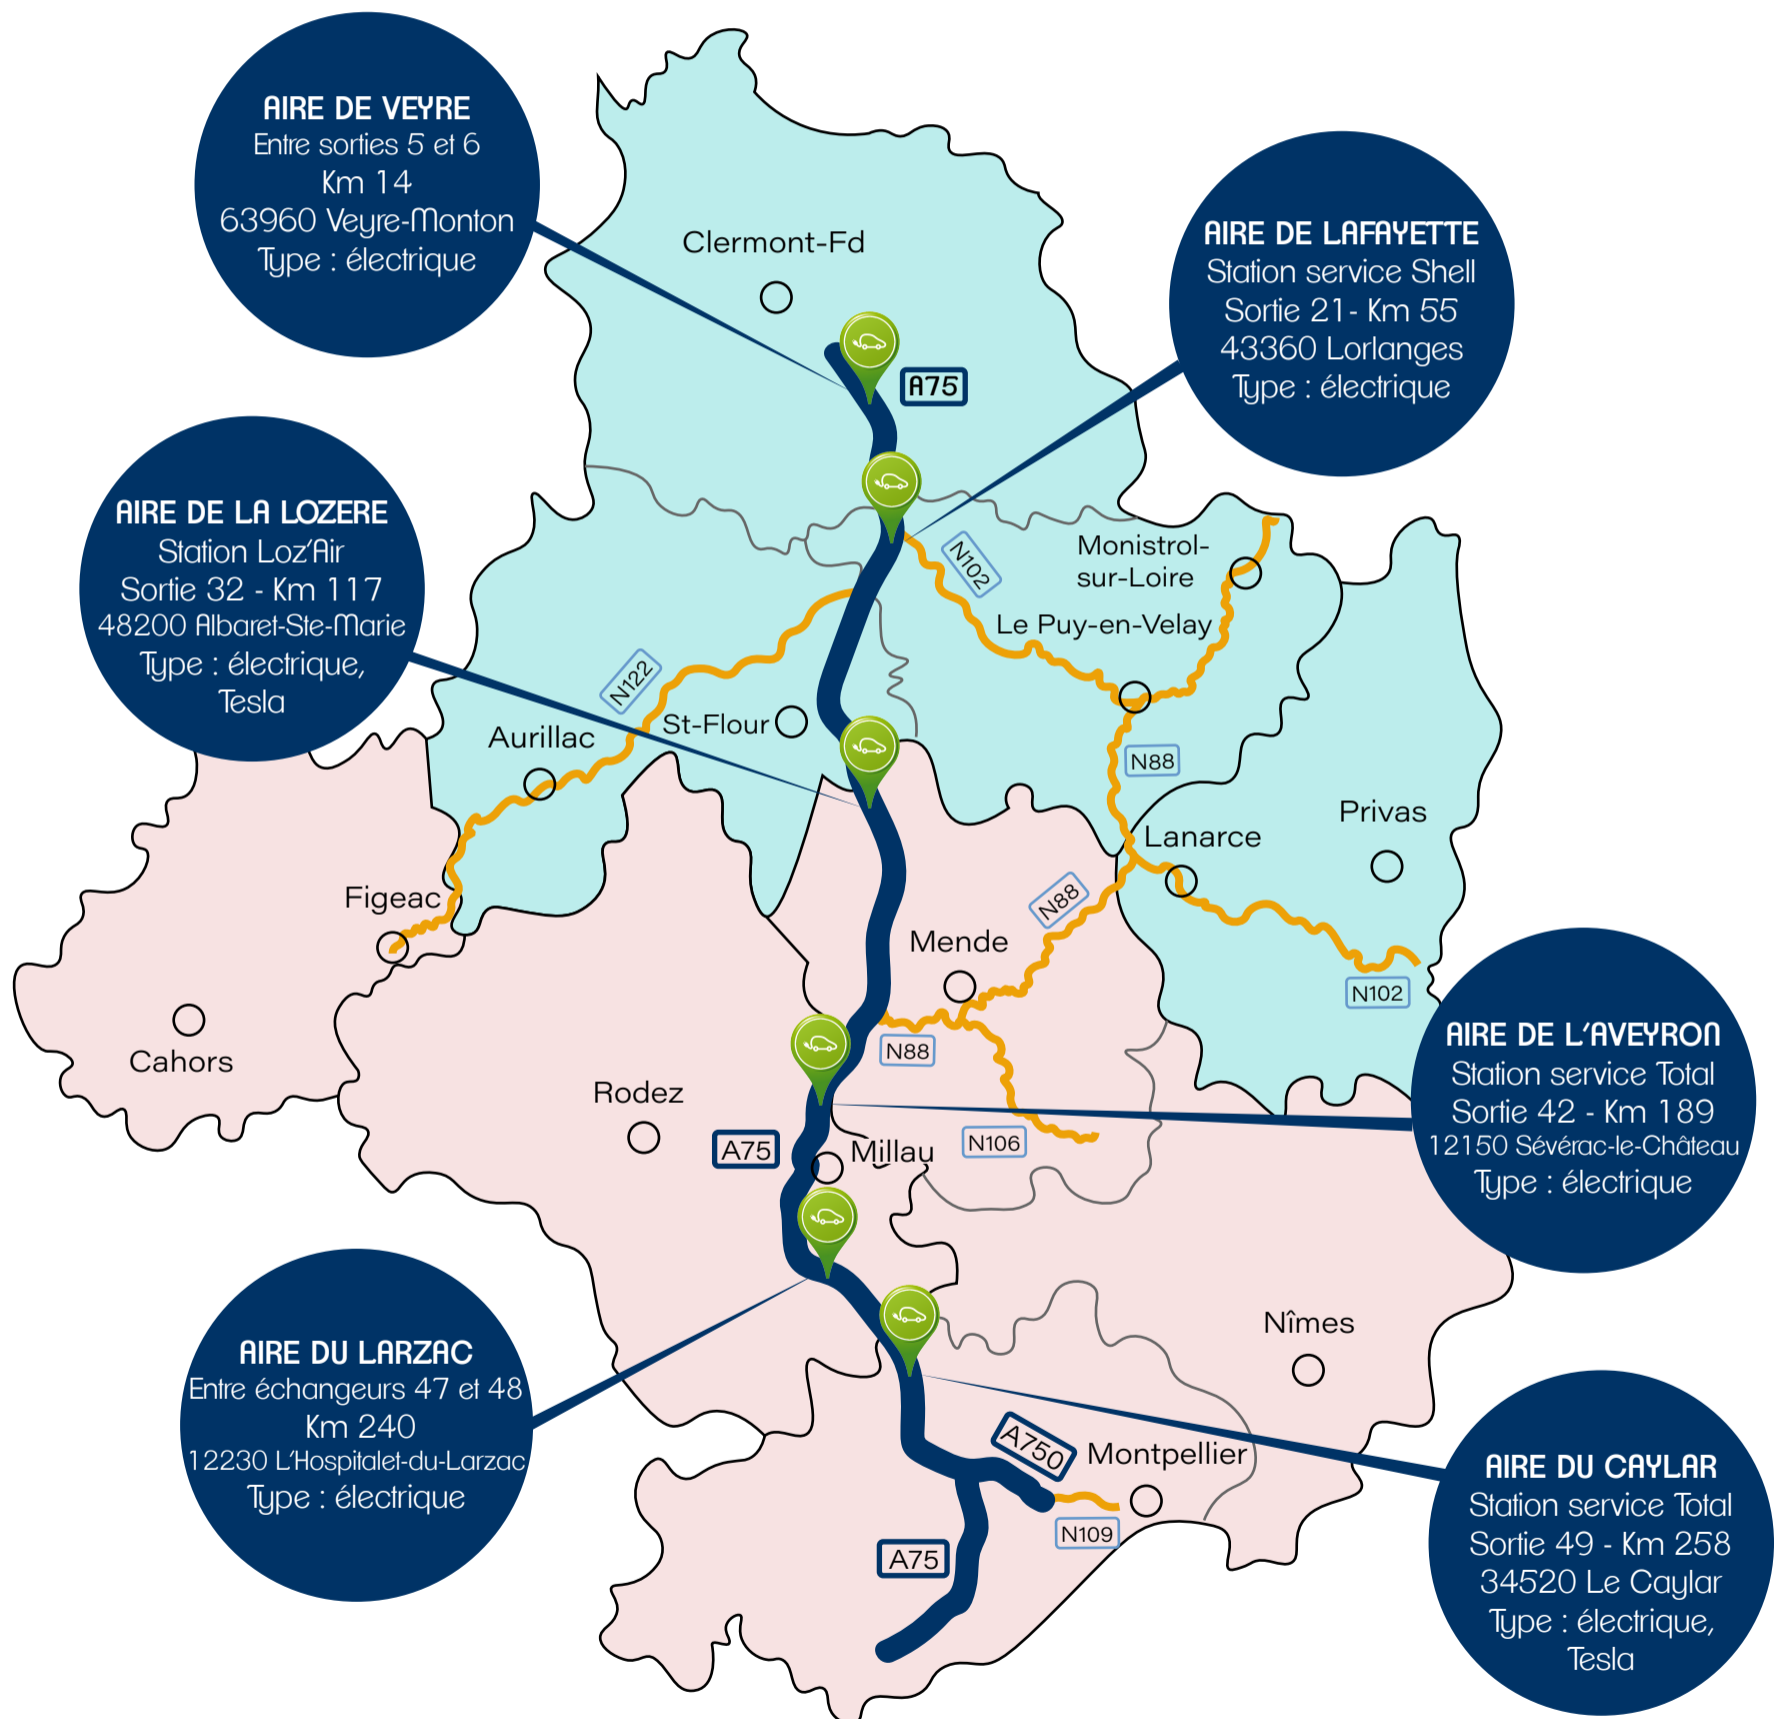 AIRE DE VEYRE
Entre sorties 5 et 6
Km 14
63960 Veyre-Monton
Type : électrique
AIRE DE LAFAYETTE
Station service Shell
Sortie 21- Km 55
43360 Lorlanges
Type : électrique
Clermont-Fd
A75
AIRE DE LA LOZERE
Station Loz'Air
Sortie 32 - Km 117
48200 Albaret-Ste-Marie
Type : électrique,
Tesla
N102
Monistrol-
sur-Loire
Le Puy-en-Velay
N122
St-Flour
Aurillac
N88
Privas
Lanarce
Figeac
N88
Mende
N102
Cahors
N88
Rodez
A75
Millau
N106
AIRE DE L'AVEYRON
Station service Total
Sortie 42 - Km 189
12150 Sévérac-le-Château
Type : électrique
AIRE DU LARZAC
Entre échangeurs 47 et 48
Km 240
12230 L'Hospitalet-du-Larzac
Type : électrique
Nîmes
A750
Montpellier
N109
A75
AIRE DU CAYLAR
Station service Total
Sortie 49 - Km 258
34520 Le Caylar
Type : électrique,
Tesla